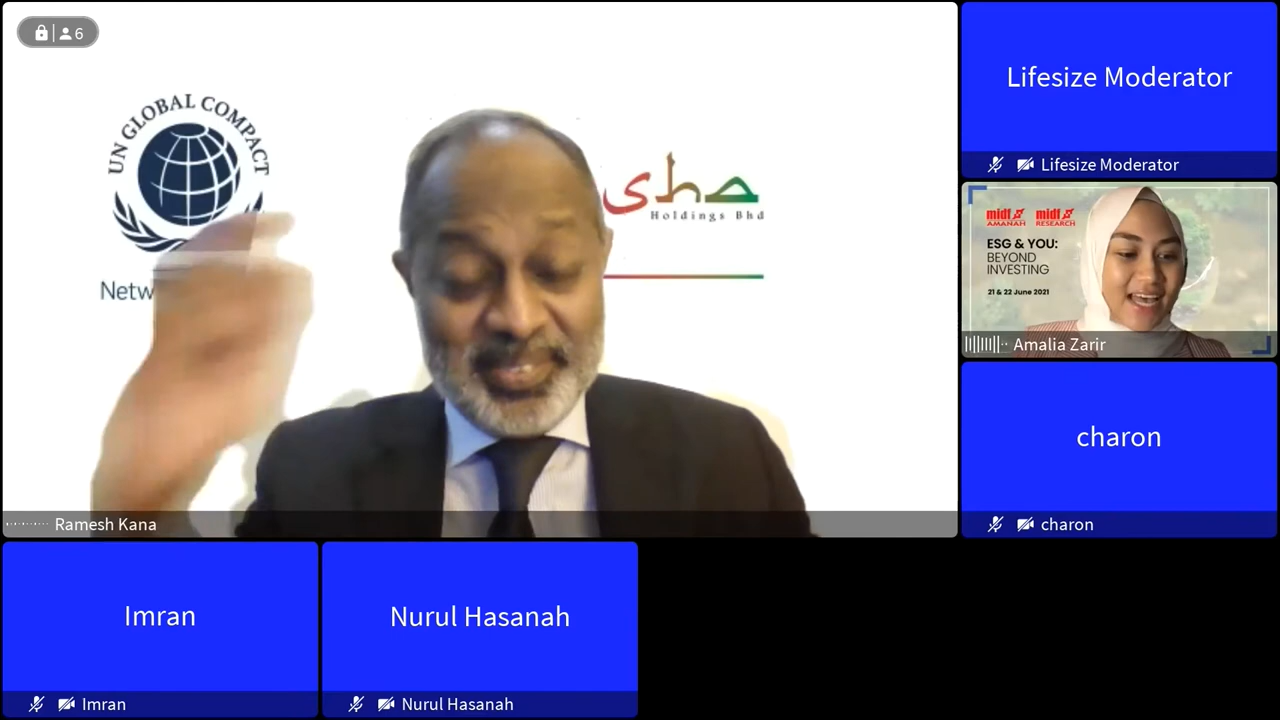 6
UN GLOBAL COMPACT
Netw
sha
Holdings Bhd
Ramesh Kana
Lifesize Moderator
Lifesize Moderator
midf midf
AMANAH RESEARCH
ESG & YOU:
BEYOND
INVESTING
21 & 22 June 2021
Amalia Zarir
charon
charon
Imran
Imran
Nurul Hasanah
Nurul Hasanah